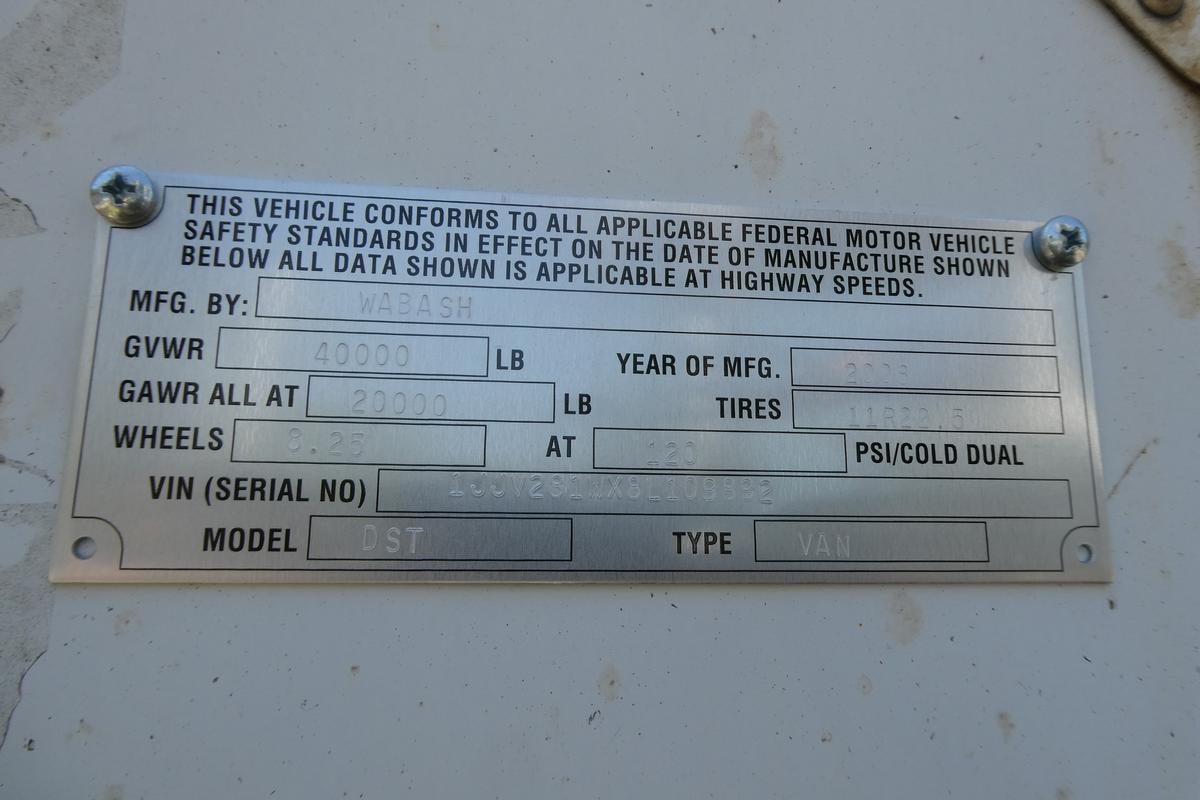 THIS VEHICLE CONFORMS TO ALL APPLICABLE FEDERAL MOTOR VEHICLE
SAFETY STANDARDS IN EFFECT ON THE DATE OF MANUFACTURE SHOWN
BELOW ALL DATA SHOWN IS APPLICABLE AT HIGHWAY SPEEDS.
MFG. BY: WABASH
GVWR 40000 LB YEAR OF MFG. 2008
GAWR ALL AT 20000 LB TIRES 11R22.5
WHEELS 8.25 AT 120 PSI/COLD DUAL
VIN (SERIAL NO) 1JJV281WX8L109892
MODEL DST TYPE VAN